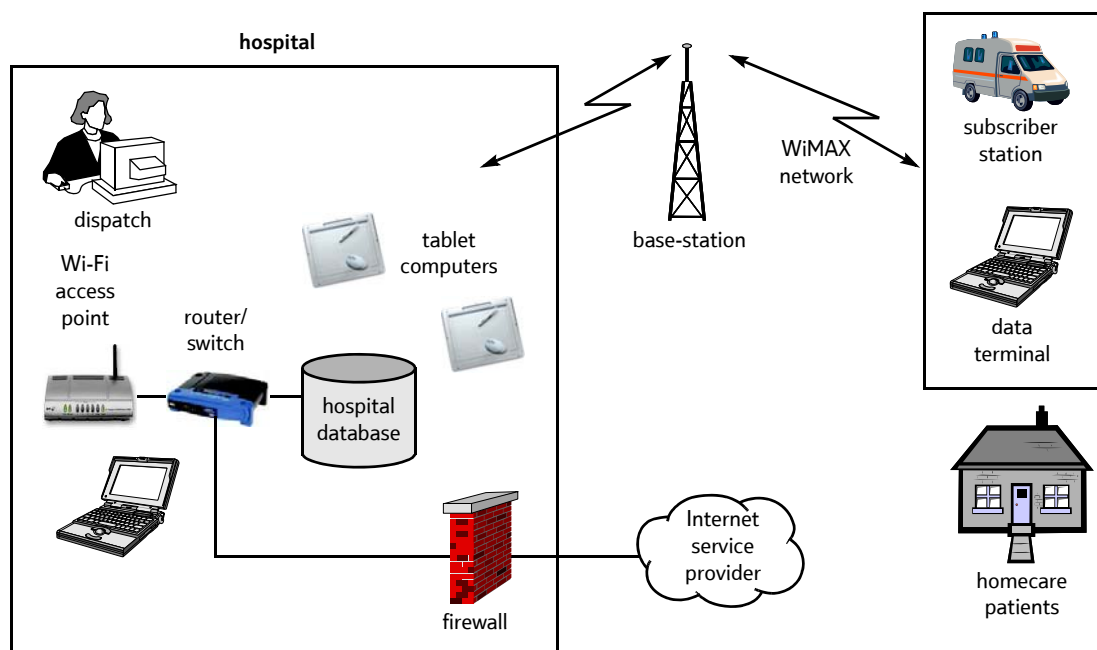 hospital
dispatch
Wi-Fi
access
point
router/
switch
tablet
computers
hospital
database
firewall
base-station
WiMAX
network
subscriber
station
data
terminal
Internet
service
provider
homecare
patients